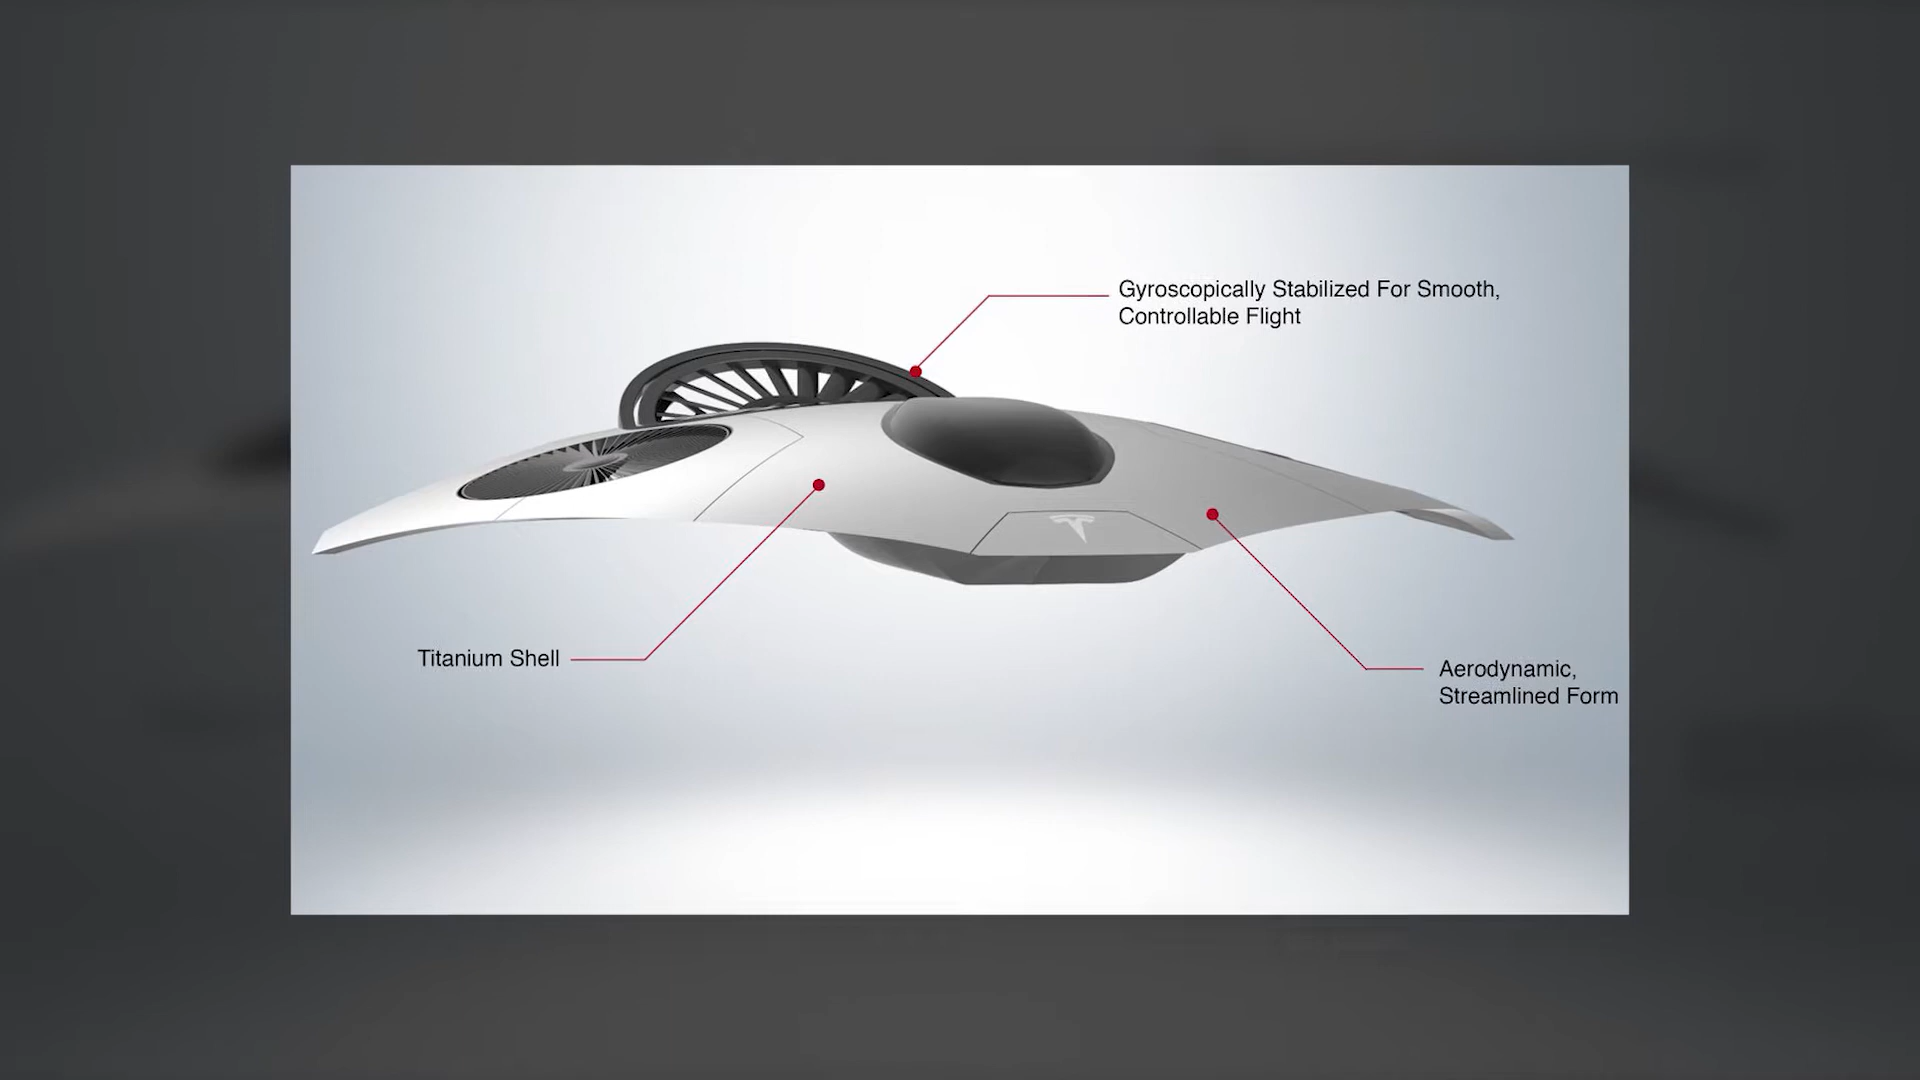 Gyroscopically Stabilized For Smooth,
Controllable Flight
Titanium Shell
Aerodynamic,
Streamlined Form